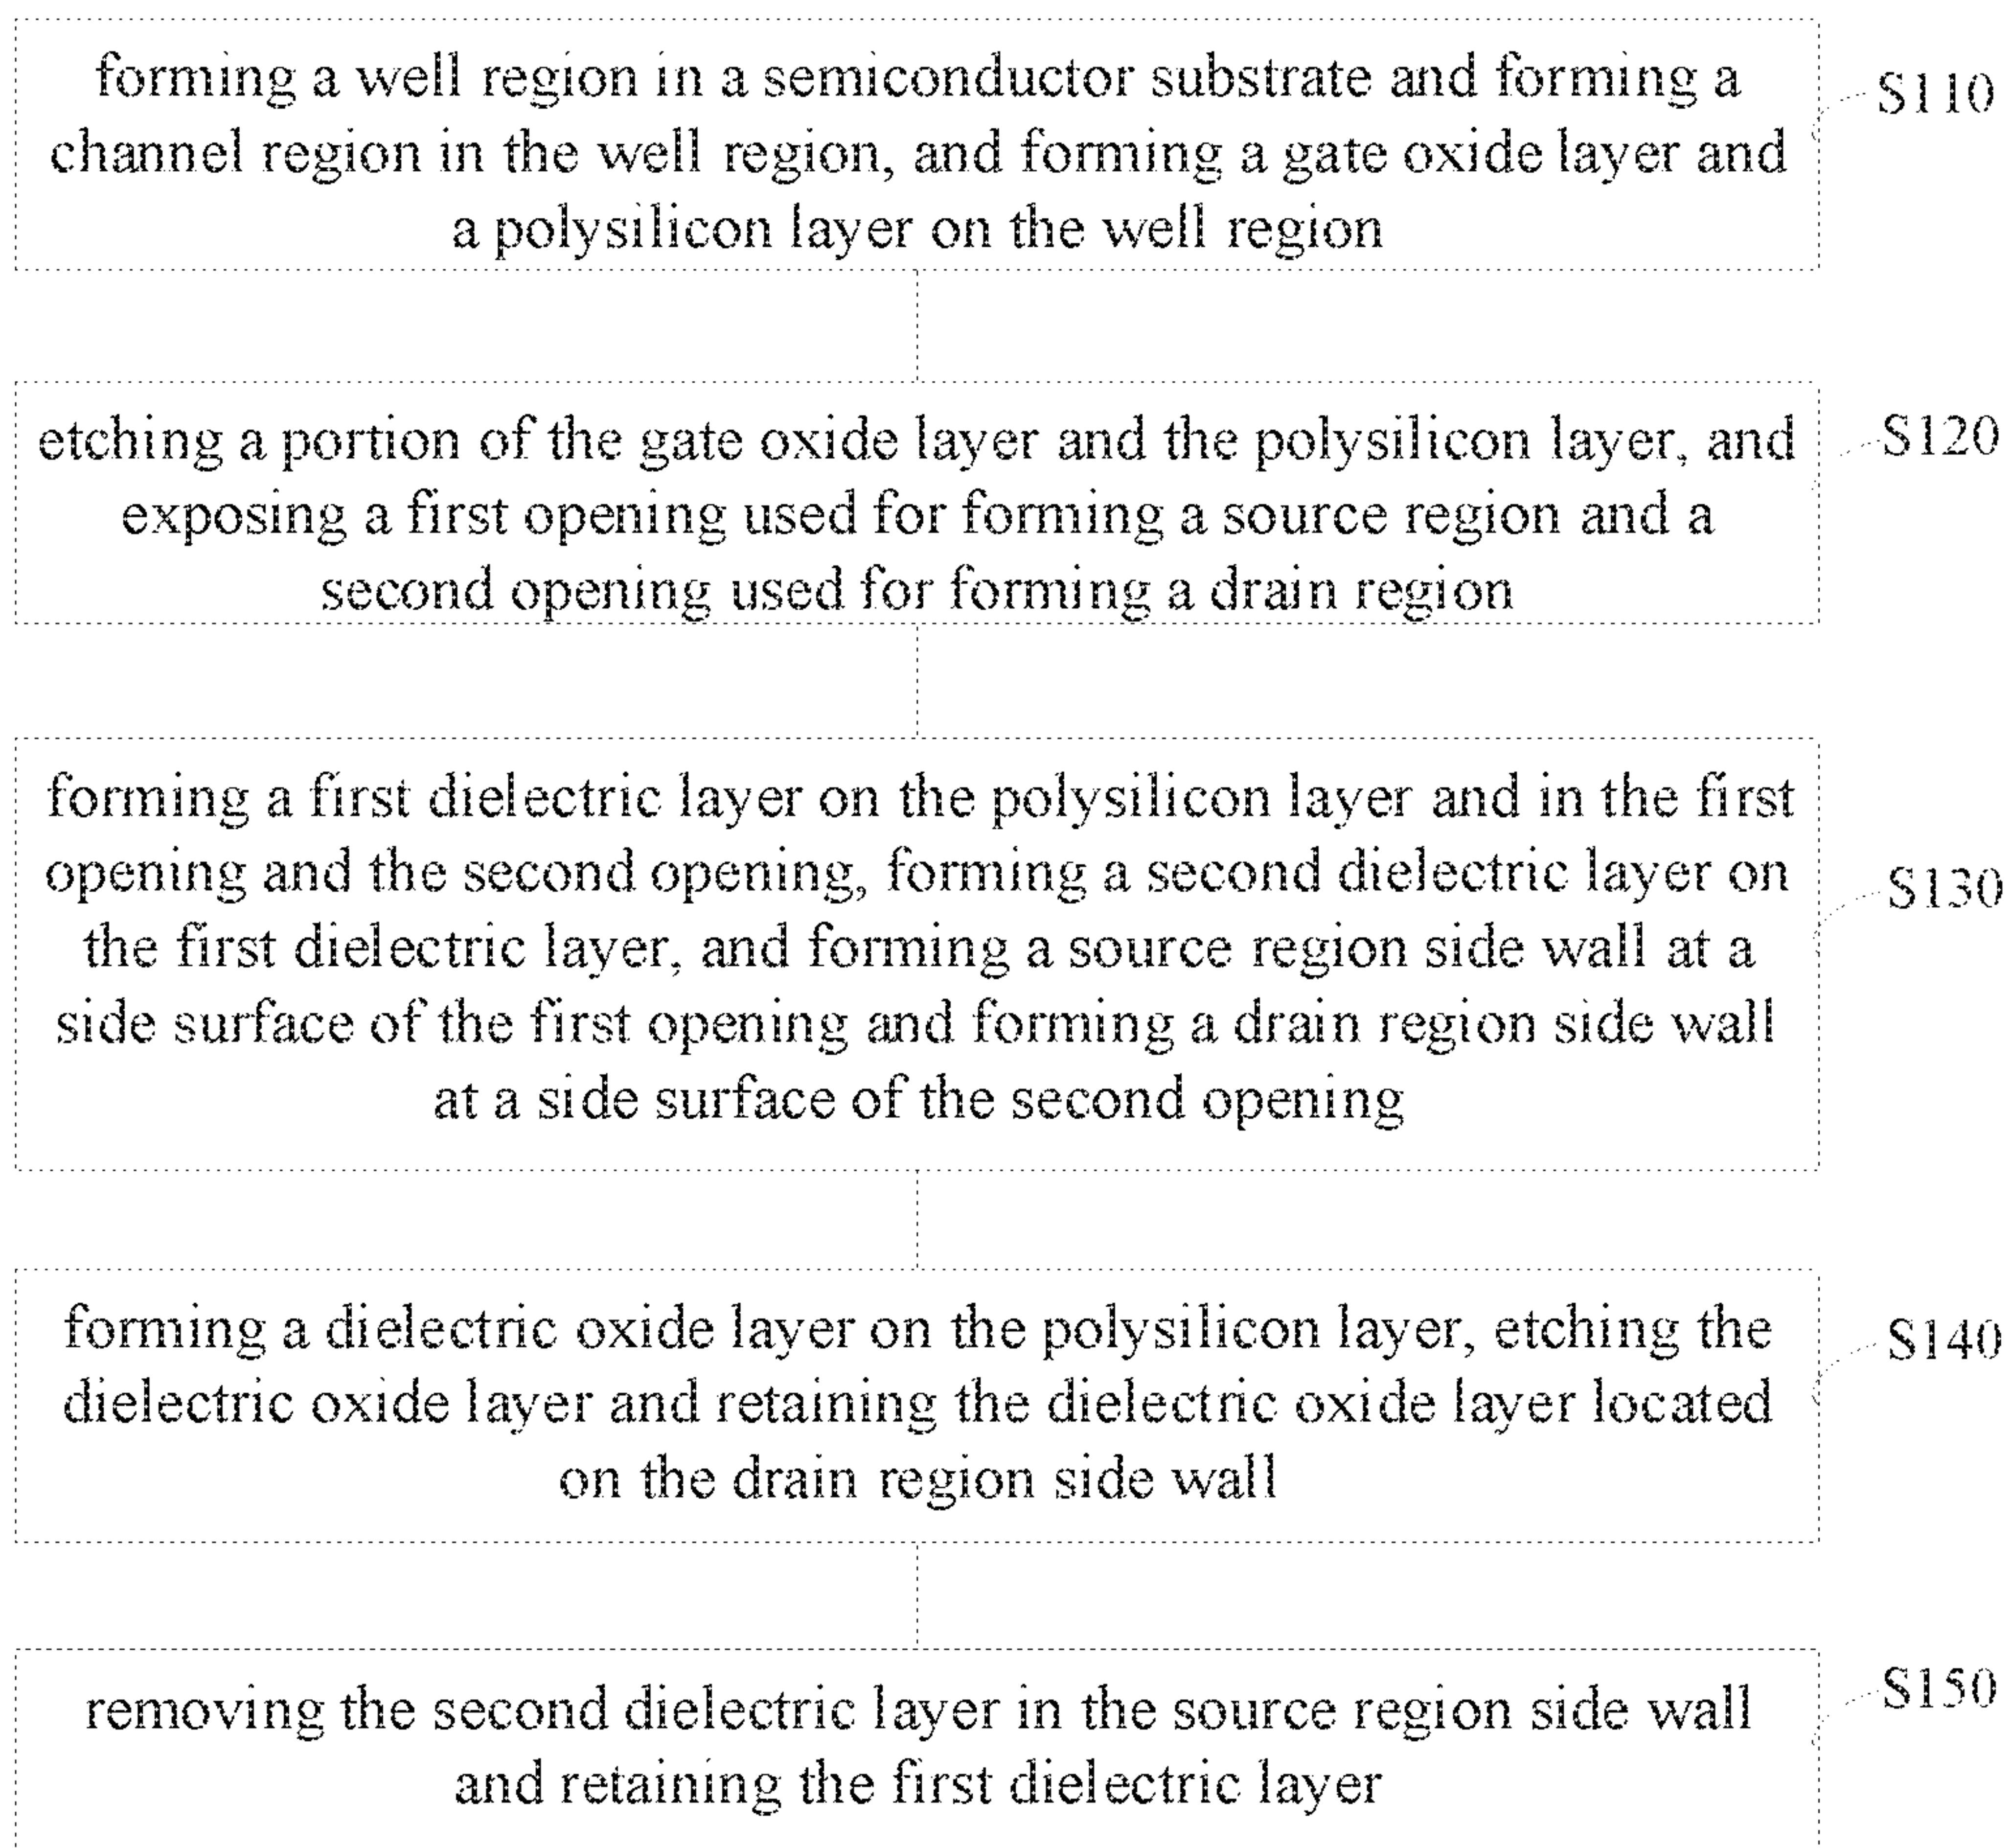 forming a well region in a semiconductor substrate and forming a
channel region in the well region, and forming a gate oxide layer and
a polysilicon layer on the well region
S110
etching a portion of the gate oxide layer and the polysilicon layer, and
exposing a first opening used for forming a source region and a
second opening used for forming a drain region
S120
forming a first dielectric layer on the polysilicon layer and in the first
opening and the second opening, forming a second dielectric layer on
the first dielectric layer, and forming a source region side wall at a
side surface of the first opening and forming a drain region side wall
at a side surface of the second opening
S130
forming a dielectric oxide layer on the polysilicon layer, etching the
dielectric oxide layer and retaining the dielectric oxide layer located
on the drain region side wall
S140
removing the second dielectric layer in the source region side wall
and retaining the first dielectric layer
S150